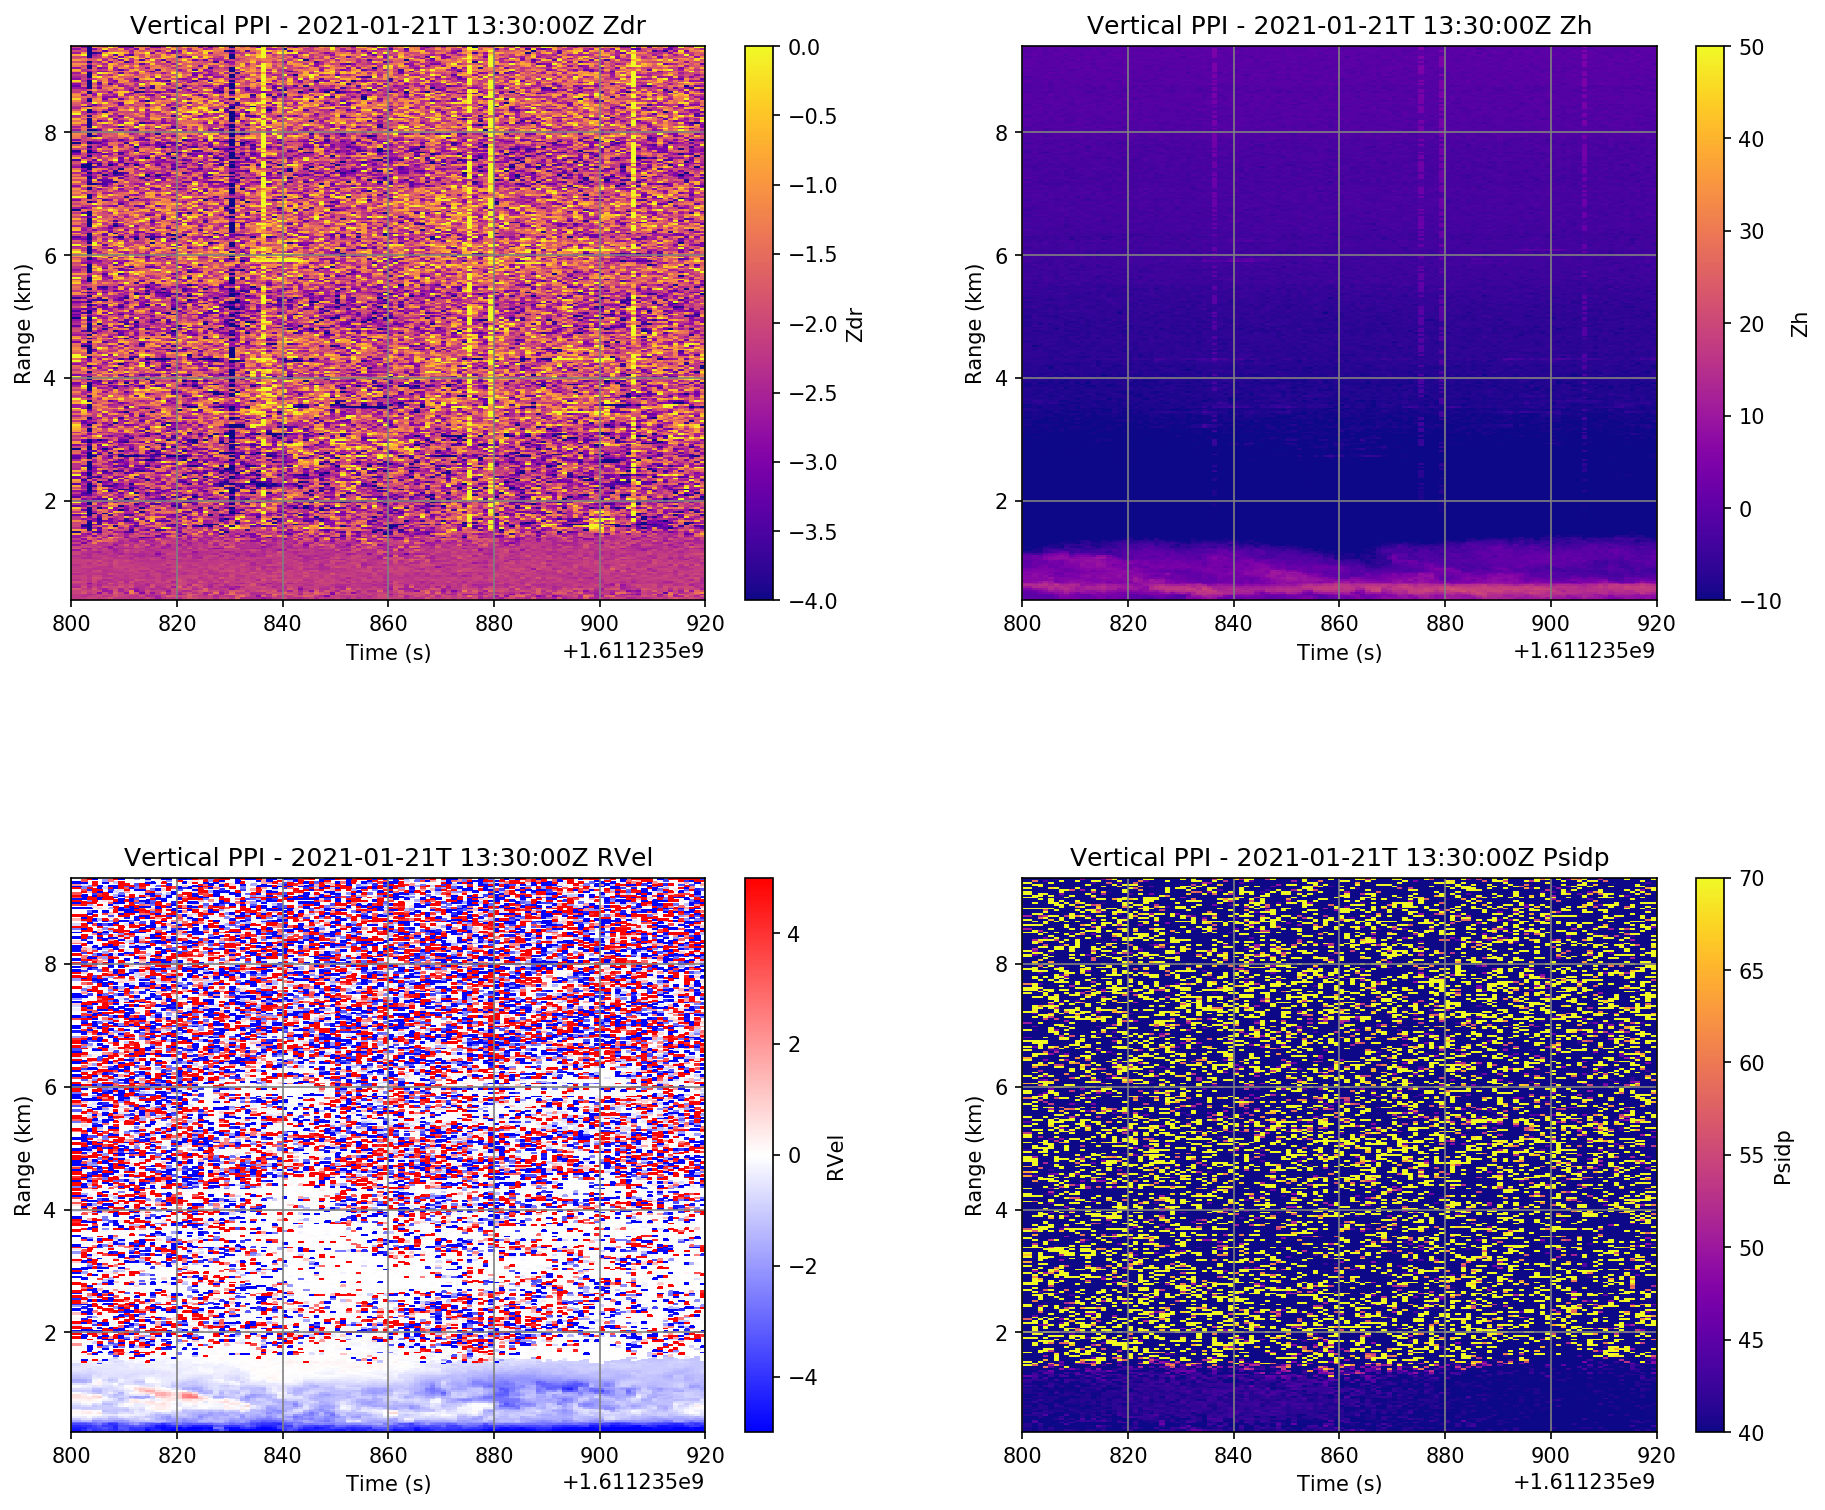 Vertical PPI - 2021-01-21T 13:30:00Z Zdr
Range (km)
8
6
4
2
800 820 840 860 880 900 920
Time (s)
+1.611235e9
0.0
−0.5
−1.0
−1.5
−2.0
−2.5
−3.0
−3.5
−4.0
Zdr
Vertical PPI - 2021-01-21T 13:30:00Z Zh
Range (km)
8
6
4
2
800 820 840 860 880 900 920
Time (s)
+1.611235e9
50
40
30
20
10
0
−10
Zh
Vertical PPI - 2021-01-21T 13:30:00Z RVel
Range (km)
8
6
4
2
800 820 840 860 880 900 920
Time (s)
+1.611235e9
4
2
0
−2
−4
RVel
Vertical PPI - 2021-01-21T 13:30:00Z Psidp
Range (km)
8
6
4
2
800 820 840 860 880 900 920
Time (s)
+1.611235e9
70
65
60
55
50
45
40
Psidp